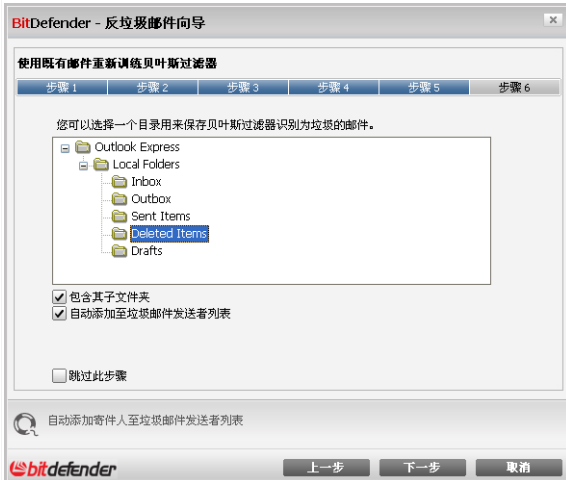 BitDefender - 反垃圾邮件向导
使用既有邮件重新训练贝叶斯过滤器
步骤 1 步骤 2 步骤 3 步骤 4 步骤 5 步骤 6
您可以选择一个目录用来保存贝叶斯过滤器识别为垃圾的邮件。
Outlook Express
Local Folders
Inbox
Outbox
Sent Items
Deleted Items
Drafts
包含其子文件夹
自动添加至垃圾邮件发送者列表
跳过此步骤
自动添加寄件人至垃圾邮件发送者列表
bitdefender 上一步 下一步 取消